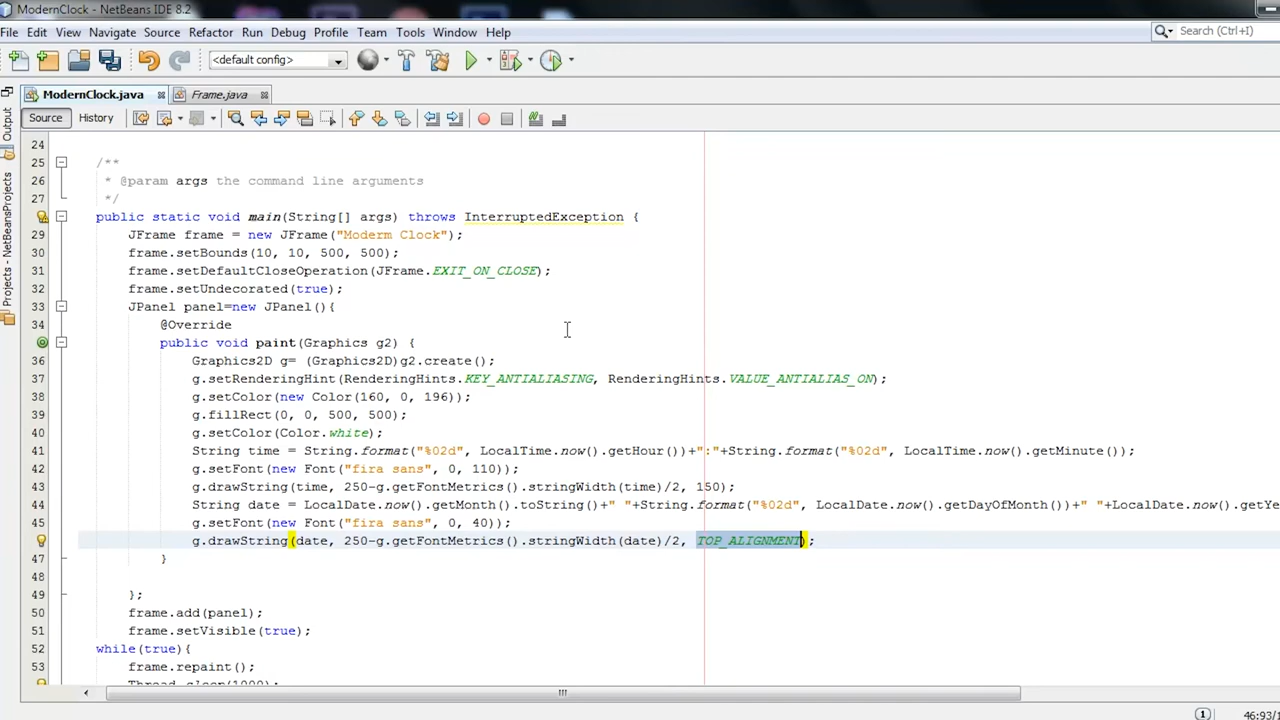 ModernClock - NetBeans IDE 8.2
File Edit View Navigate Source Refactor Run Debug Profile Team Tools Window Help
Search (Ctrl+I)
<default config>
ModernClock.java Frame.java
Source History
Output
Projects - NetBeansProjects
24
25 /**
26 * @param args the command line arguments
27 */
public static void main(String[] args) throws InterruptedException {
29 JFrame frame = new JFrame("Moderm Clock");
30 frame.setBounds(10, 10, 500, 500);
31 frame.setDefaultCloseOperation(JFrame.EXIT_ON_CLOSE);
32 frame.setUndecorated(true);
33 JPanel panel=new JPanel(){
34 @Override
public void paint(Graphics g2) {
36 Graphics2D g= (Graphics2D)g2.create();
37 g.setRenderingHint(RenderingHints.KEY_ANTIALIASING, RenderingHints.VALUE_ANTIALIAS_ON);
38 g.setColor(new Color(160, 0, 196));
39 g.fillRect(0, 0, 500, 500);
40 g.setColor(Color.white);
41 String time = String.format("%02d", LocalTime.now().getHour())+":"+String.format("%02d", LocalTime.now().getMinute());
42 g.setFont(new Font("fira sans", 0, 110));
43 g.drawString(time, 250-g.getFontMetrics().stringWidth(time)/2, 150);
44 String date = LocalDate.now().getMonth().toString()+" "+String.format("%02d", LocalDate.now().getDayOfMonth())+" "+LocalDate.now().getYe
45 g.setFont(new Font("fira sans", 0, 40));
g.drawString(date, 250-g.getFontMetrics().stringWidth(date)/2, TOP_ALIGNMENT);
47 }
48
49 };
50 frame.add(panel);
51 frame.setVisible(true);
52 while(true){
53 frame.repaint();
Thread.sleep(1000);
1 46:93/1